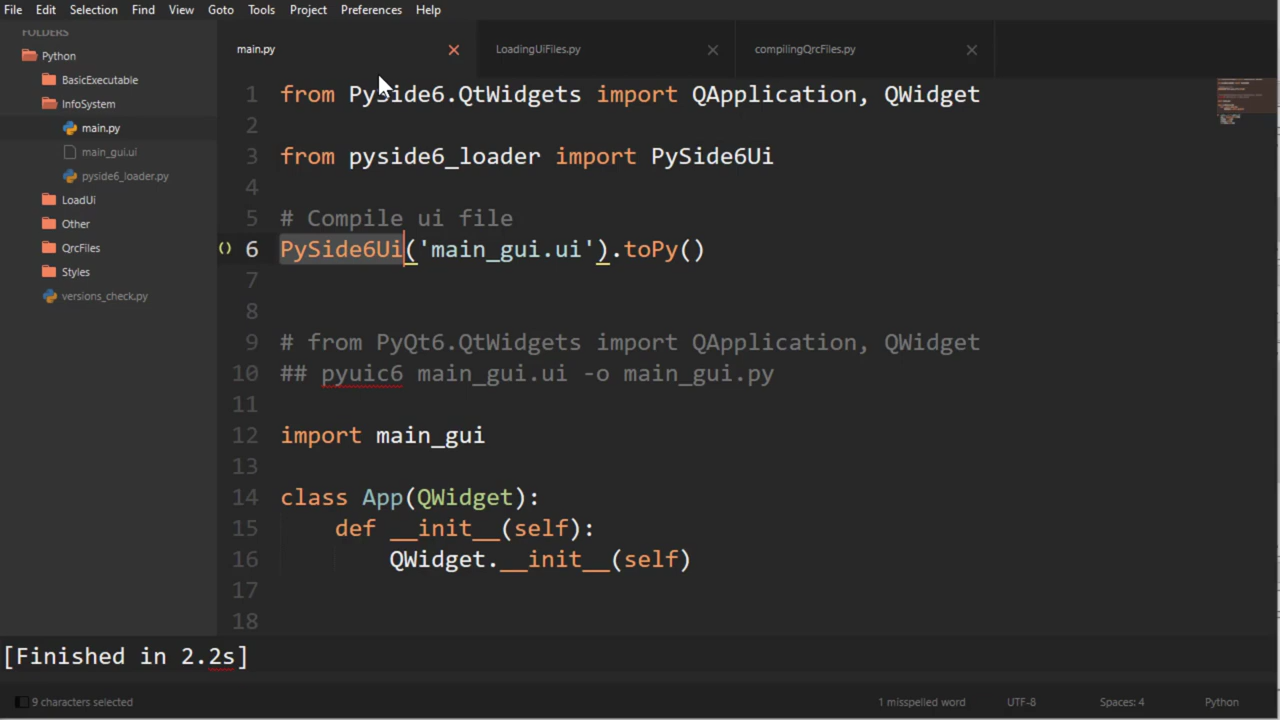 File Edit Selection Find View Goto Tools Project Preferences Help
FOLDERS
Python
BasicExecutable
InfoSystem
main.py
main_gui.ui
pyside6_loader.py
LoadUi
Other
QrcFiles
Styles
versions_check.py
main.py LoadingUiFiles.py compilingQrcFiles.py
1 from PySide6.QtWidgets import QApplication, QWidget
2
3 from pyside6_loader import PySide6Ui
4
5 # Compile ui file
6 PySide6Ui('main_gui.ui').toPy()
7
8
9 # from PyQt6.QtWidgets import QApplication, QWidget
10 ## pyuic6 main_gui.ui -o main_gui.py
11
12 import main_gui
13
14 class App(QWidget):
15     def __init__(self):
16         QWidget.__init__(self)
17
18
[Finished in 2.2s]
9 characters selected 1 misspelled word UTF-8 Spaces: 4 Python